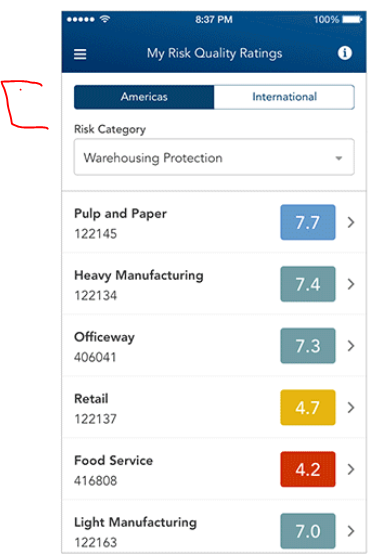 8:37 PM 100%
My Risk Quality Ratings
Americas International
Risk Category
Warehousing Protection
Pulp and Paper
122145
7.7
Heavy Manufacturing
122134
7.4
Officeway
406041
7.3
Retail
122137
4.7
Food Service
416808
4.2
Light Manufacturing
122163
7.0